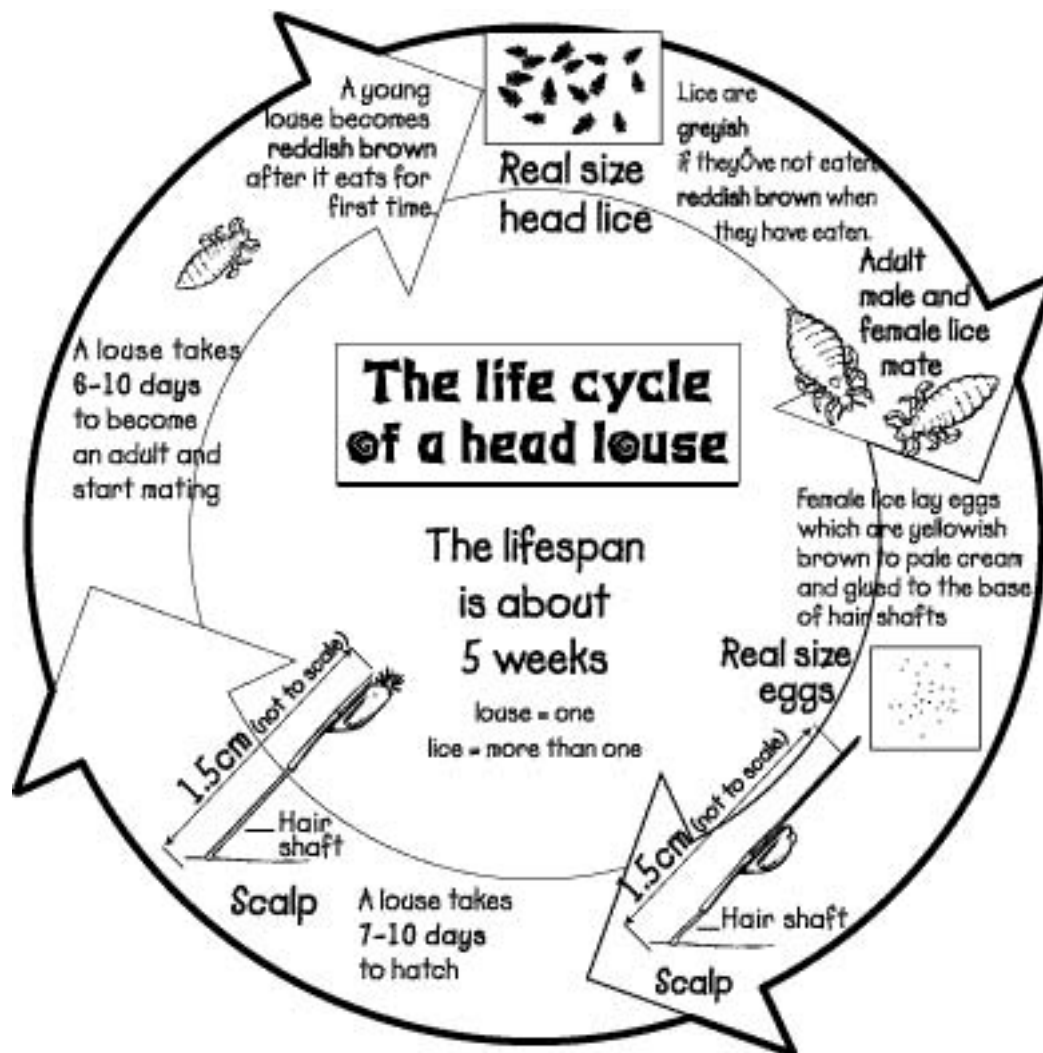 The life cycle
of a head louse
The lifespan
is about
5 weeks
louse = one
lice = more than one
Real size
head lice
Lice are
greyish
if theyÕve not eaten,
reddish brown when
they have eaten.
Adult
male and
female lice
mate
Female lice lay eggs
which are yellowish
brown to pale cream
and glued to the base
of hair shafts
Real size
eggs
1.5cm (not to scale)
Hair shaft
Scalp
A louse takes
7-10 days
to hatch
1.5cm (not to scale)
Hair
shaft
Scalp
A louse takes
6-10 days
to become
an adult and
start mating
A young
louse becomes
reddish brown
after it eats for
first time